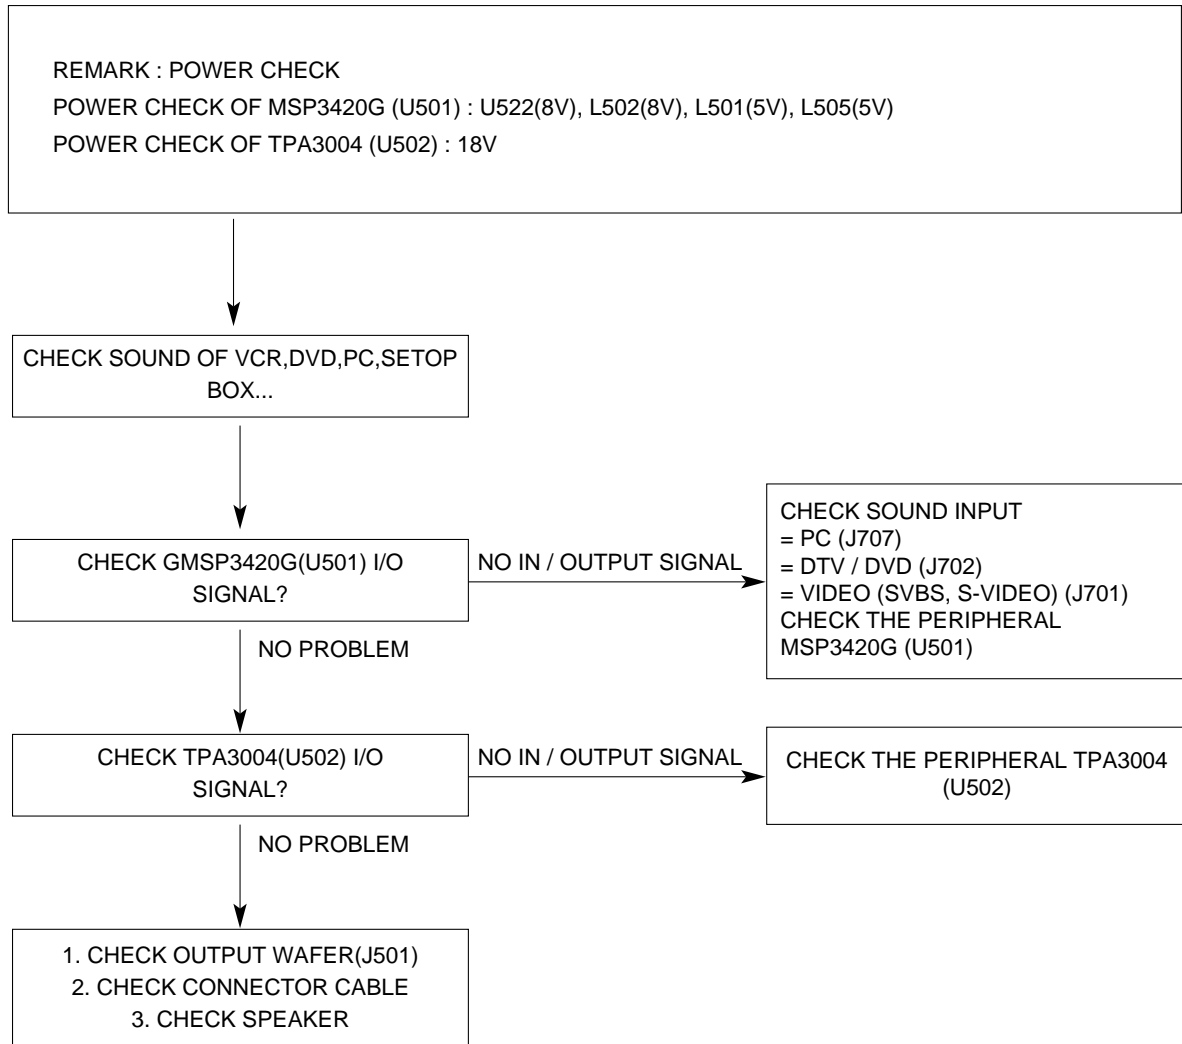 REMARK : POWER CHECK
POWER CHECK OF MSP3420G (U501) : U522(8V), L502(8V), L501(5V), L505(5V)
POWER CHECK OF TPA3004 (U502) : 18V
CHECK SOUND OF VCR,DVD,PC,SETOP
BOX...
CHECK GMSP3420G(U501) I/O
SIGNAL?
NO IN / OUTPUT SIGNAL
CHECK SOUND INPUT
= PC (J707)
= DTV / DVD (J702)
= VIDEO (SVBS, S-VIDEO) (J701)
CHECK THE PERIPHERAL
MSP3420G (U501)
NO PROBLEM
CHECK TPA3004(U502) I/O
SIGNAL?
NO IN / OUTPUT SIGNAL
CHECK THE PERIPHERAL TPA3004
(U502)
NO PROBLEM
1. CHECK OUTPUT WAFER(J501)
2. CHECK CONNECTOR CABLE
3. CHECK SPEAKER